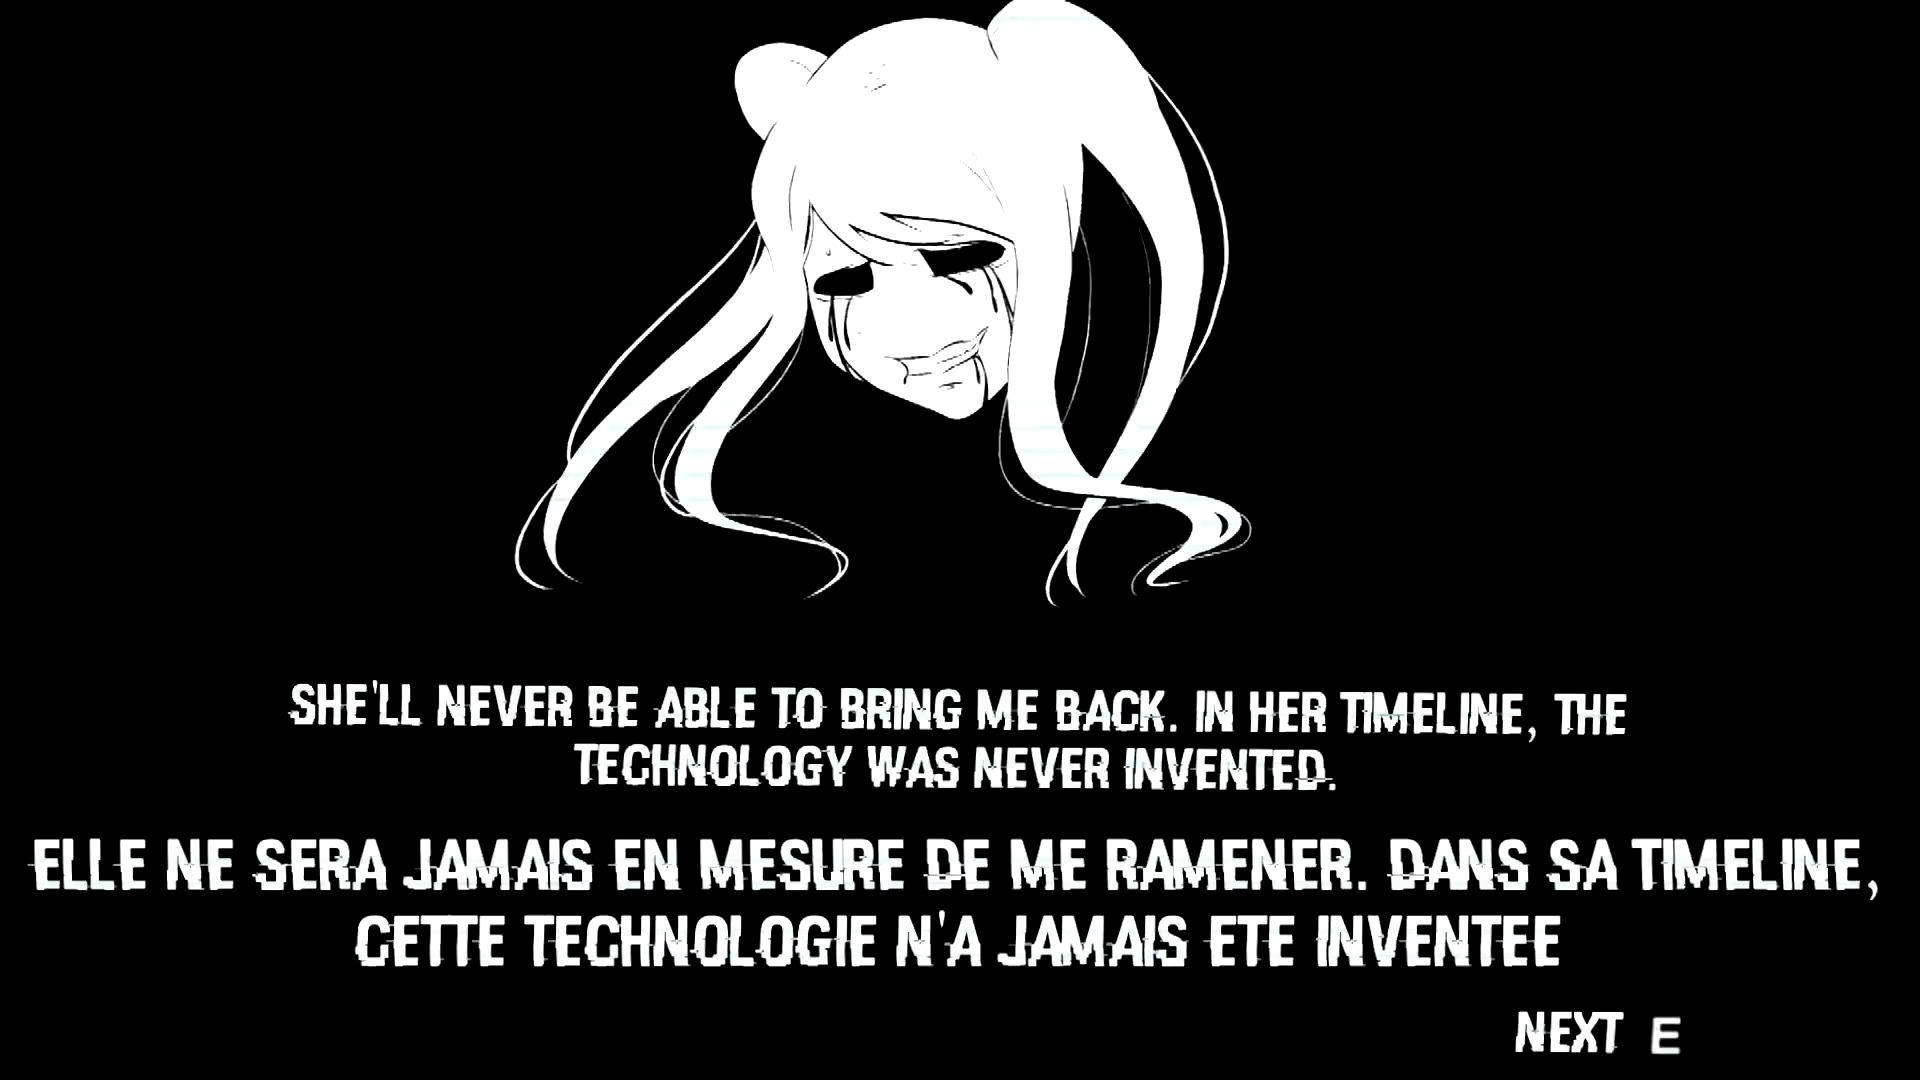 SHE'LL NEVER BE ABLE TO BRING ME BACK. IN HER TIMELINE, THE
TECHNOLOGY WAS NEVER INVENTED.
ELLE NE SERA JAMAIS EN MESURE DE ME RAMENER. DANS SA TIMELINE,
CETTE TECHNOLOGIE N'A JAMAIS ETE INVENTEE
NEXT E